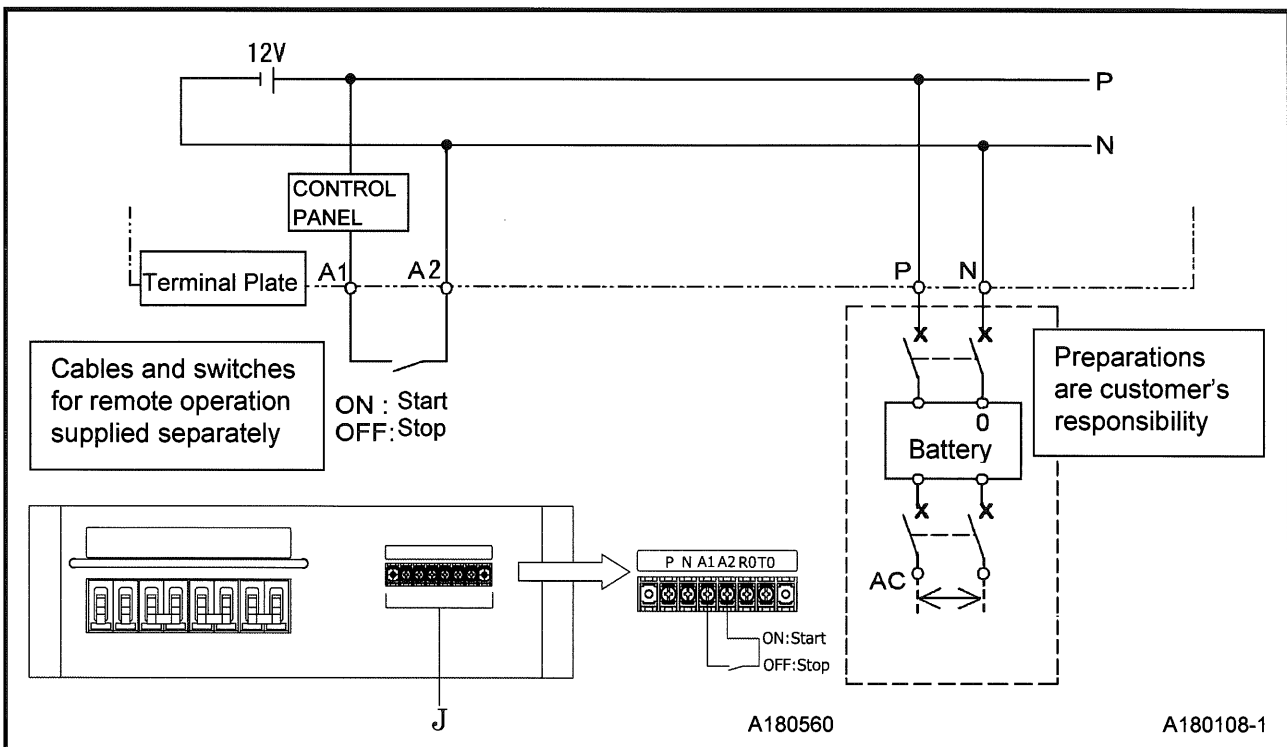 12V
P
N
CONTROL
PANEL
Terminal Plate
A1
A2
P
N
Cables and switches
for remote operation
supplied separately
ON : Start
OFF: Stop
Preparations
are customer's
responsibility
0
Battery
AC
P N A1 A2 R0 T0
ON:Start
OFF:Stop
J
A180560
A180108-1